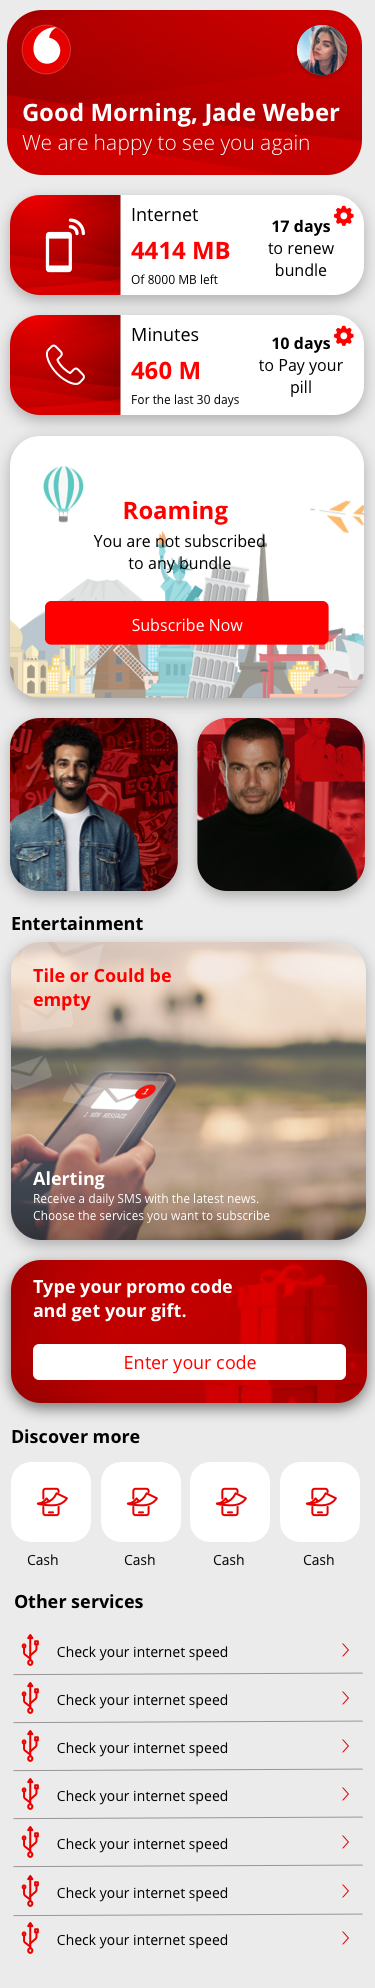 Good Morning, Jade Weber
We are happy to see you again
Internet
4414 MB
Of 8000 MB left
17 days
to renew
bundle
Minutes
460 M
For the last 30 days
10 days
to Pay your
pill
Roaming
You are not subscribed
to any bundle
Subscribe Now
EGYPT
KING
Entertainment
Tile or Could be
empty
1
1 NEW MESSAGE
Alerting
Receive a daily SMS with the latest news.
Choose the services you want to subscribe
Type your promo code
and get your gift.
Enter your code
Discover more
Cash
Cash
Cash
Cash
Other services
Check your internet speed
Check your internet speed
Check your internet speed
Check your internet speed
Check your internet speed
Check your internet speed
Check your internet speed